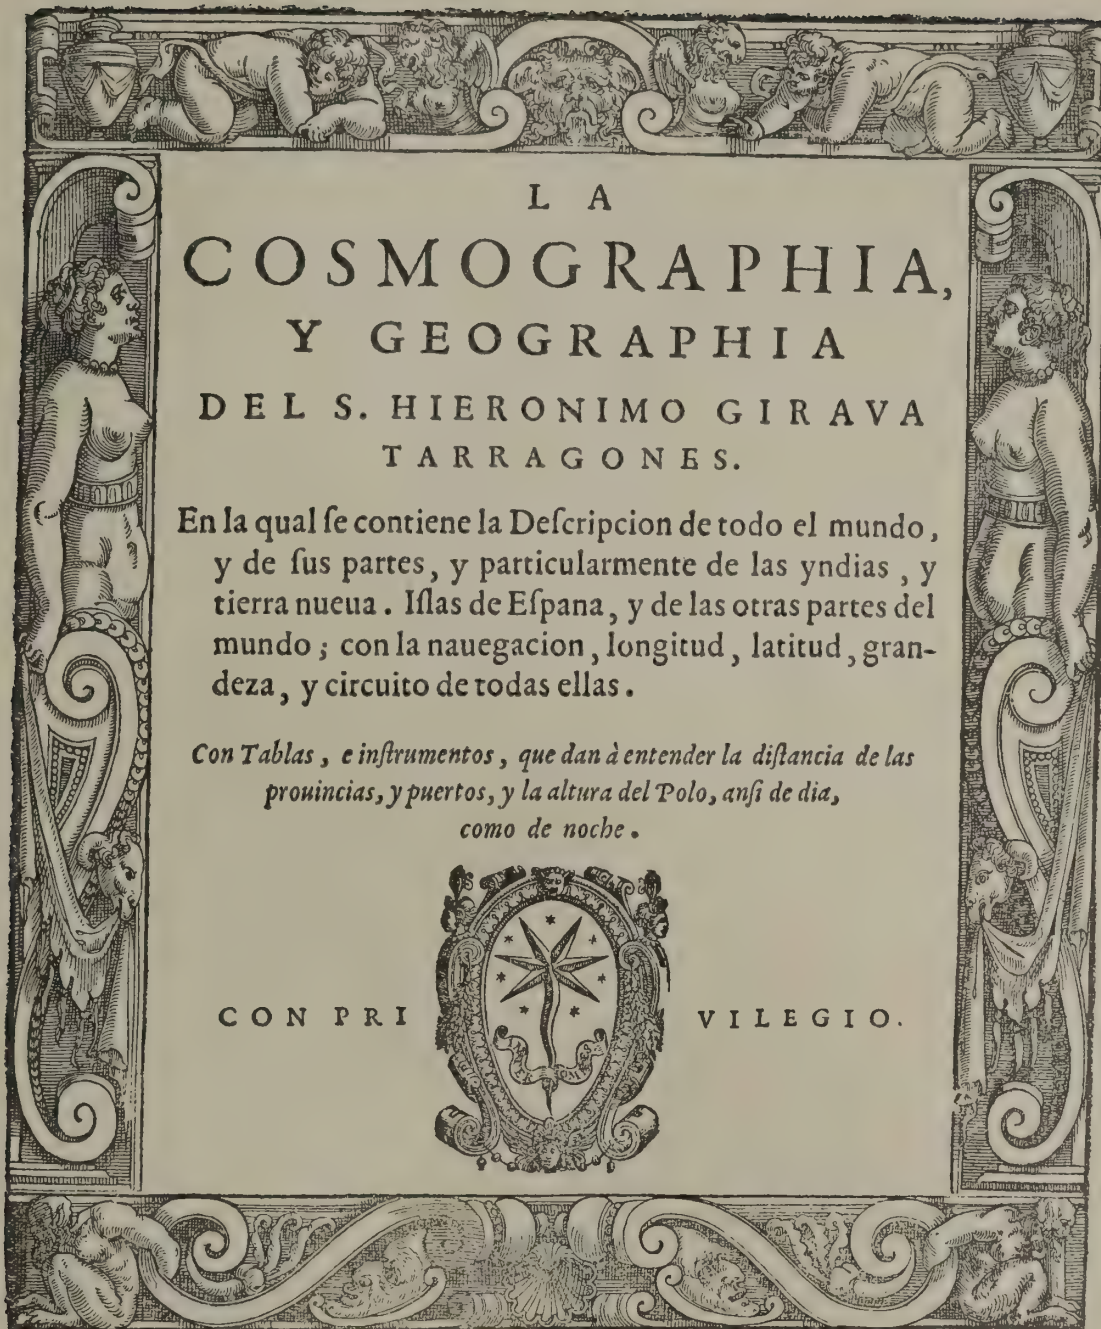 LA
COSMOGRAPHIA,
Y GEOGRAPHIA
DEL S. HIERONIMO GIRAVA
TARRAGONES.
En la qual ſe contiene la Deſcripcion de todo el mundo,
y de ſus partes, y particularmente de las yndias, y
tierra nueua. Iſlas de Eſpana, y de las otras partes del
mundo; con la nauegacion, longitud, latitud, gran-
deza, y circuito de todas ellas.
Con Tablas, e inſtrumentos, que dan à entender la diſtancia de las
prouincias, y puertos, y la altura del Polo, anſi de dia,
como de noche.
CON PRI VILEGIO.